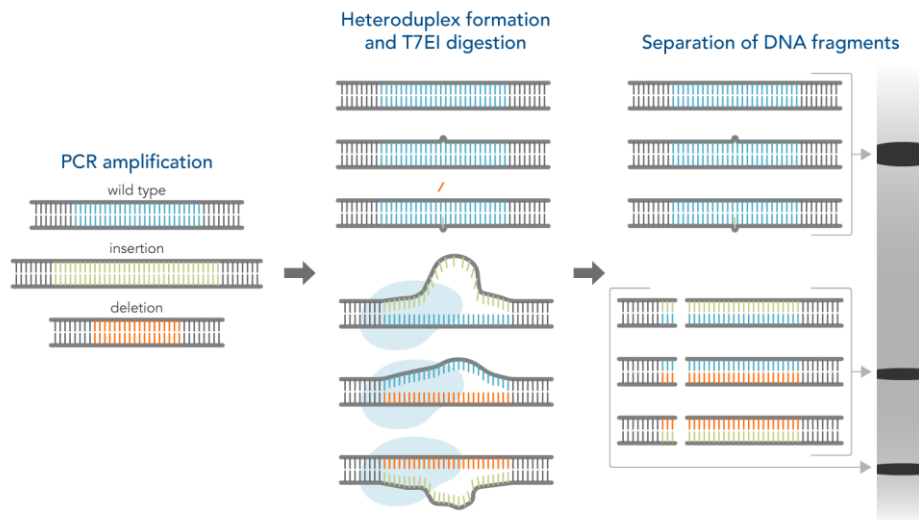 Heteroduplex formation
and T7EI digestion
Separation of DNA fragments
PCR amplification
wild type
insertion
deletion